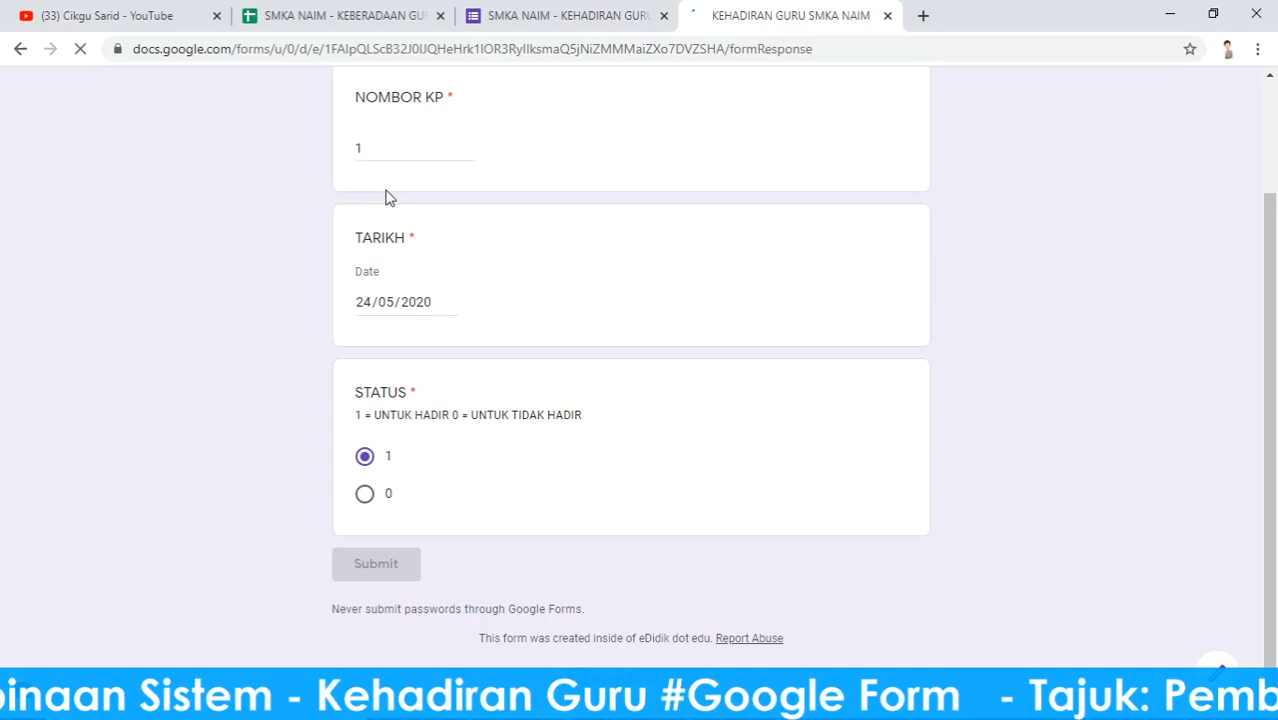 (33) Cikgu Sarid - YouTube
SMKA NAIM - KEBERADAAN GUR
SMKA NAIM - KEHADIRAN GURU
KEHADIRAN GURU SMKA NAIM
docs.google.com/forms/u/0/d/e/1FAIpQLScB32J0IJQHeHrk1IOR3RyIlksmaQ5jNiZMMMaiZXo7DVZSHA/formResponse
NOMBOR KP *
1
TARIKH *
Date
24/05/2020
STATUS *
1 = UNTUK HADIR 0 = UNTUK TIDAK HADIR
1
0
Submit
Never submit passwords through Google Forms.
This form was created inside of eDidik dot edu. Report Abuse
binaan Sistem - Kehadiran Guru #Google Form - Tajuk: Pemb